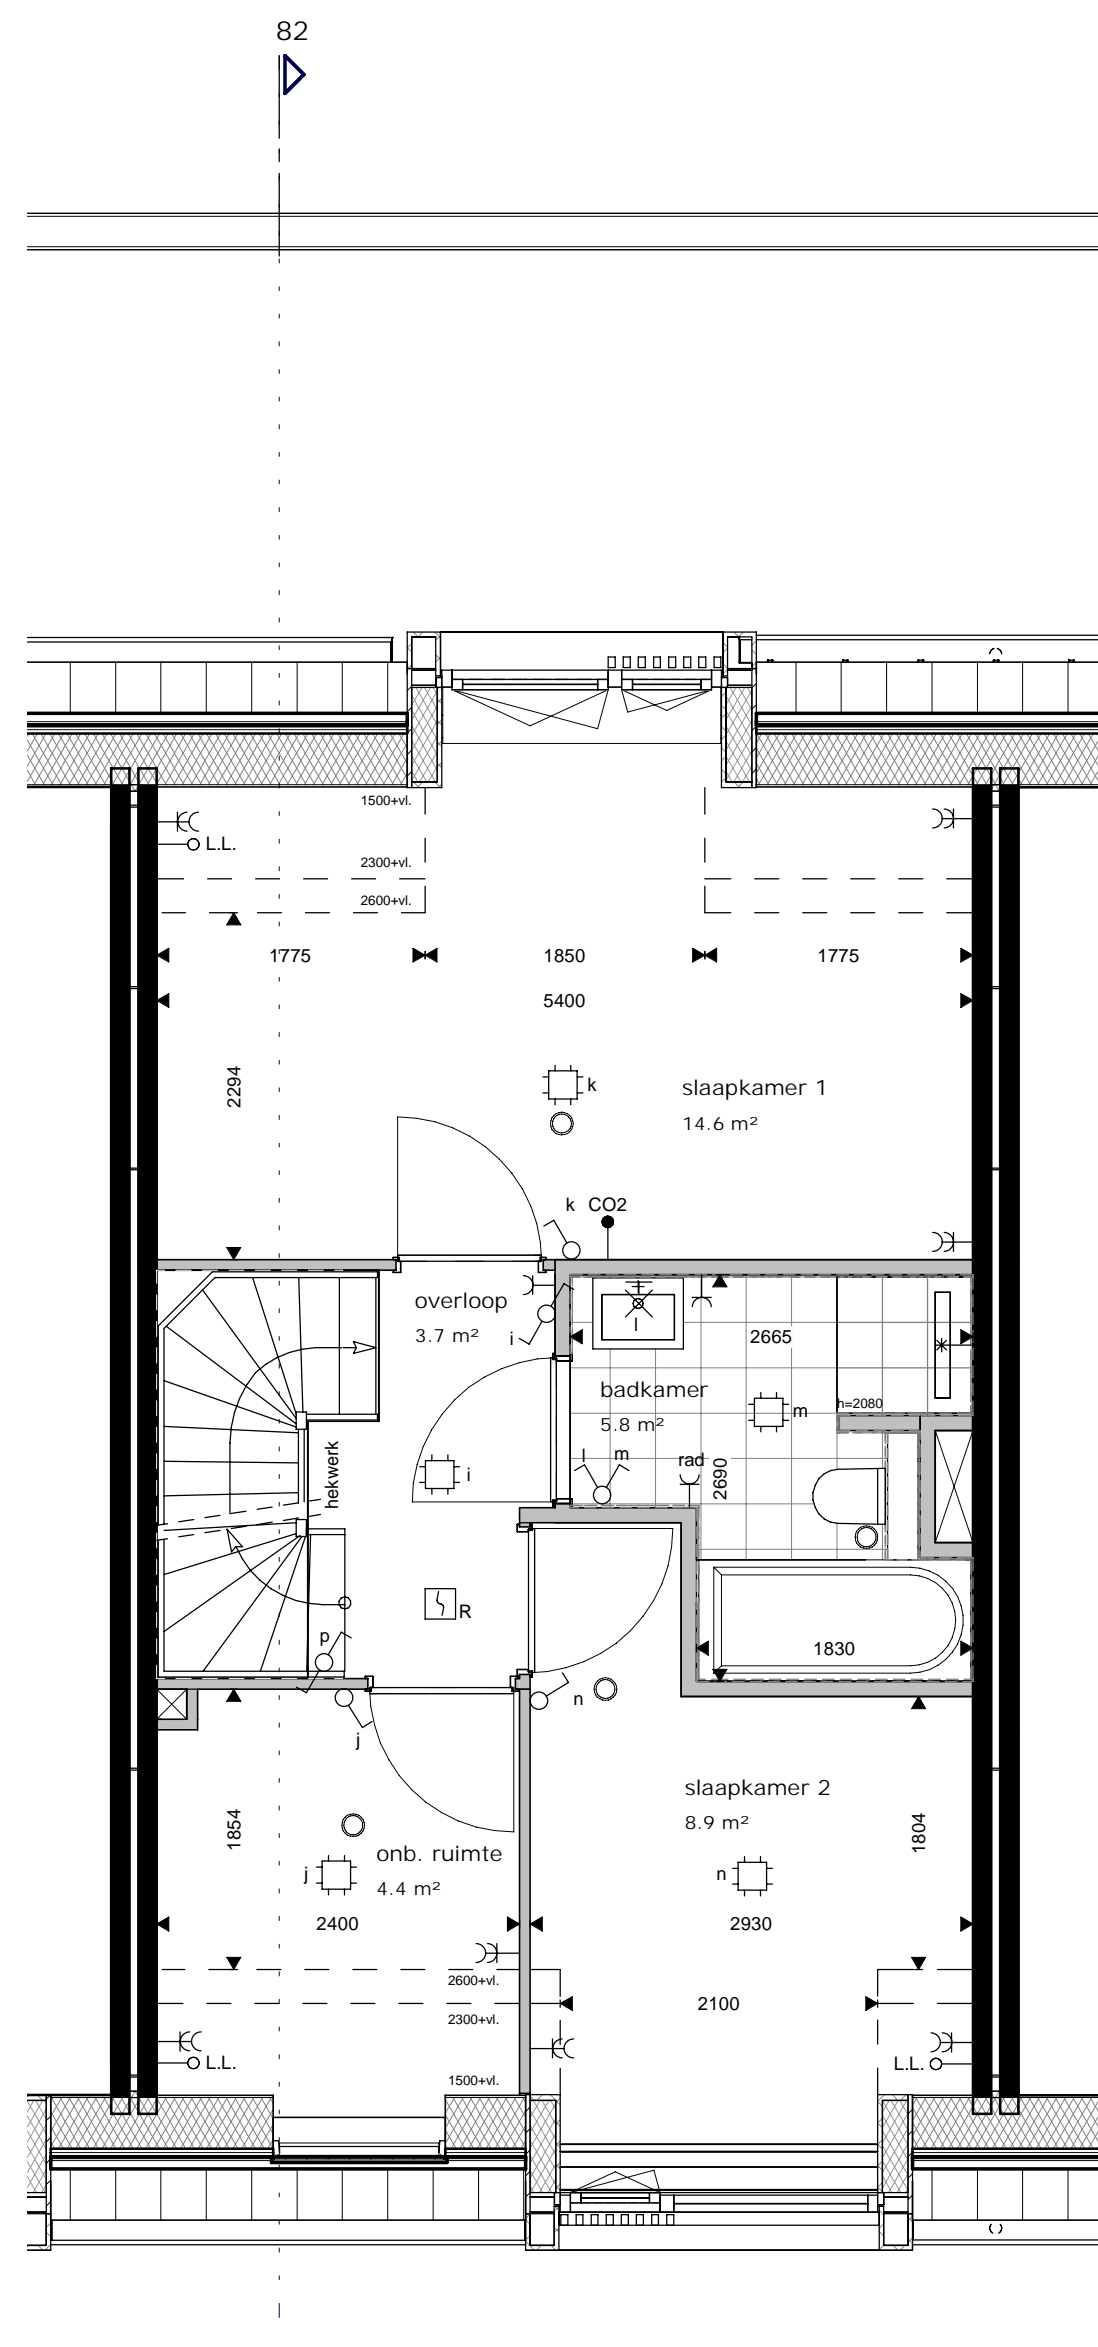 82
1500+vl.
L.L.
2300+vl.
2600+vl.
1775
1850
1775
5400
2294
k
slaapkamer 1
14.6 m²
k
CO2
overloop
3.7 m²
i
l
2665
badkamer
5.8 m²
m
h=2080
hekwerk
i
l
m
rad
2690
R
p
1830
n
j
slaapkamer 2
8.9 m²
1854
1804
onb. ruimte
4.4 m²
j
n
2400
2930
2600+vl.
2300+vl.
2100
L.L.
L.L.
1500+vl.